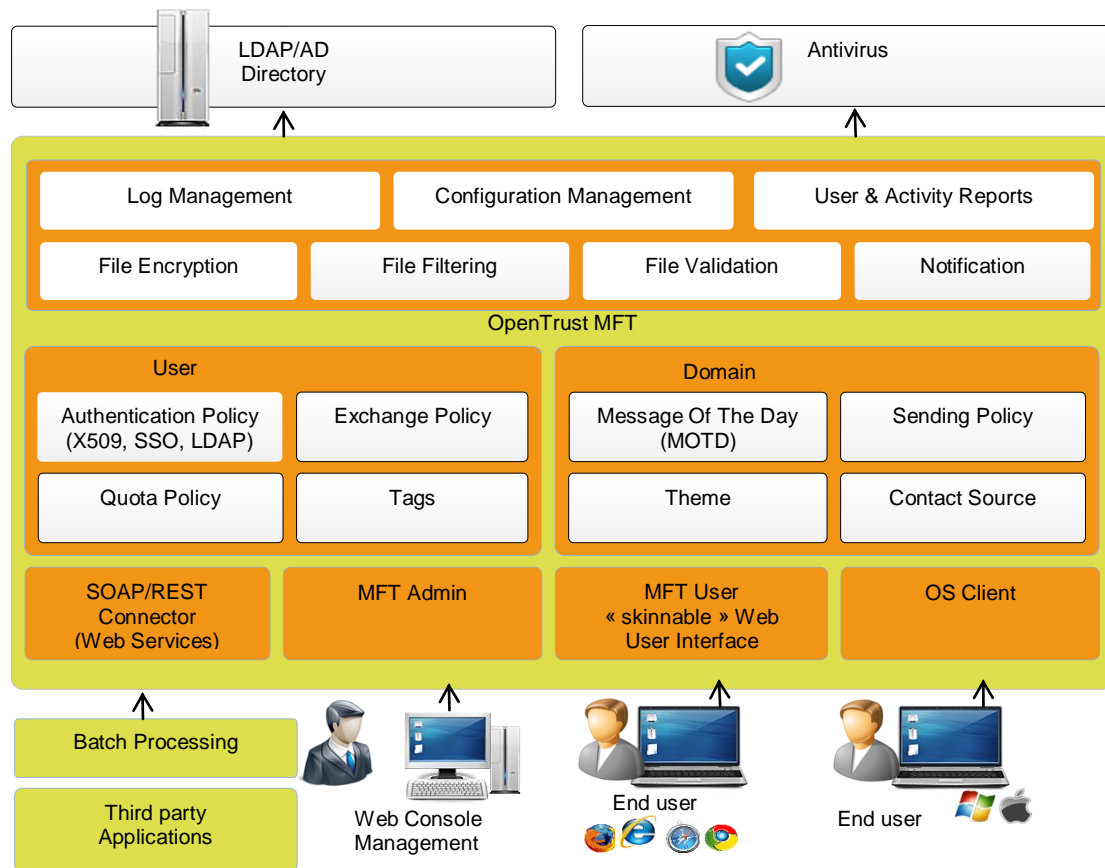 LDAP/AD
Directory
Antivirus
Log Management
Configuration Management
User & Activity Reports
File Encryption
File Filtering
File Validation
Notification
OpenTrust MFT
User
Authentication Policy
(X509, SSO, LDAP)
Exchange Policy
Quota Policy
Tags
Domain
Message Of The Day
(MOTD)
Sending Policy
Theme
Contact Source
SOAP/REST
Connector
(Web Services)
MFT Admin
MFT User
« skinnable » Web
User Interface
OS Client
Batch Processing
Third party
Applications
Web Console
Management
End user
End user